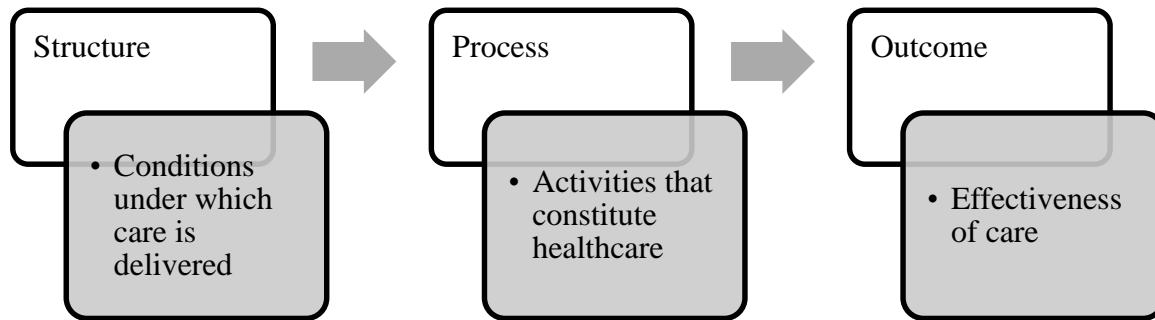 Structure
• Conditions
under which
care is
delivered
Process
• Activities that
constitute
healthcare
Outcome
• Effectiveness
of care